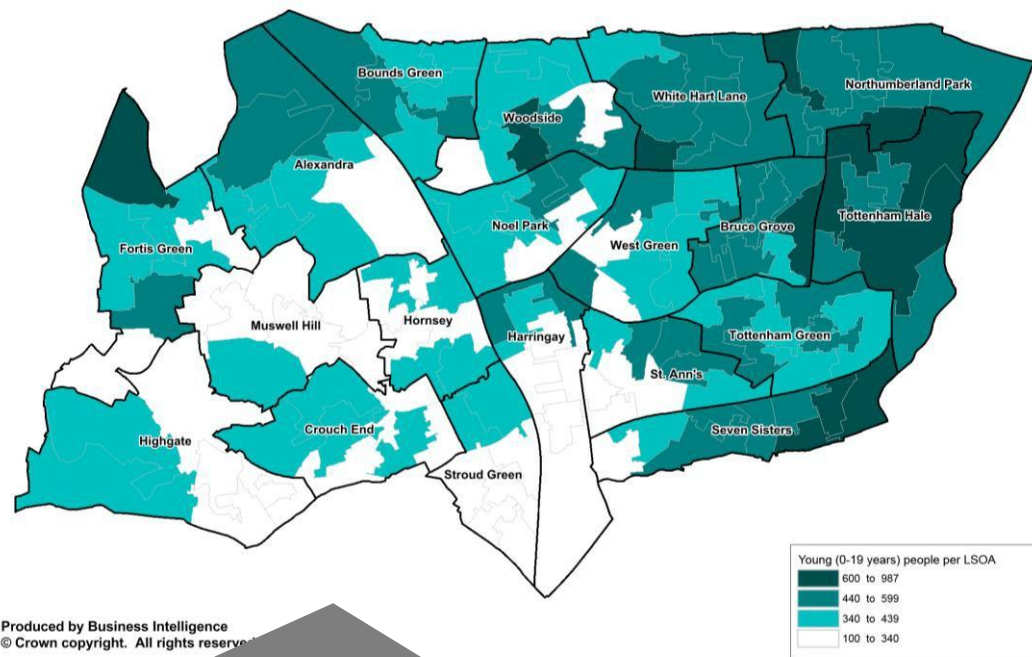 Bounds Green
Northumberland Park
White Hart Lane
Woodside
Alexandra
Tottenham Hale
Noel Park
Bruce Grove
West Green
Fortis Green
Muswell Hill
Hornsey
Harringay
Tottenham Green
St. Ann's
Crouch End
Seven Sisters
Highgate
Stroud Green
Young (0-19 years) people per LSOA
600 to 987
440 to 599
340 to 439
100 to 340
Produced by Business Intelligence
© Crown copyright. All rights